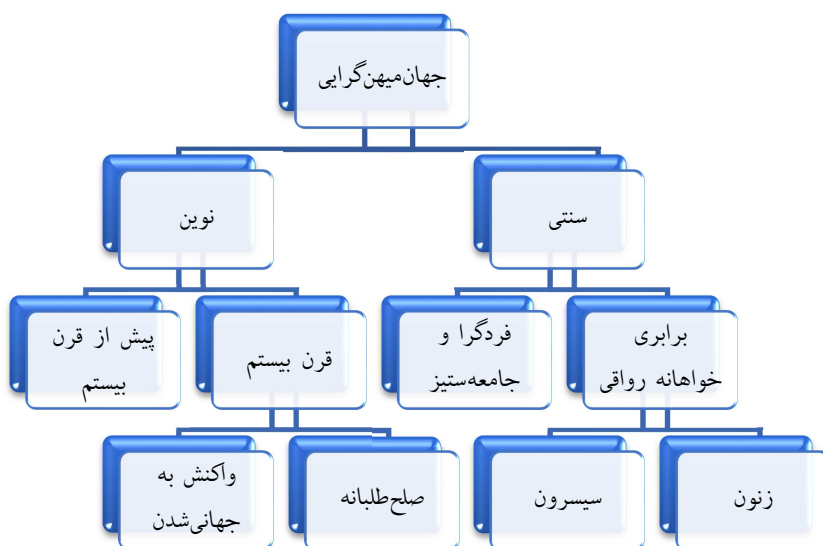 جهان‌میهن‌گرایی
سنتی
نوین
برابری
خواهانه رواقی
فردگرا و
جامعه‌ستیز
قرن بیستم
پیش از قرن
بیستم
زنون
سیسرون
صلح‌طلبانه
واکنش به
جهانی‌شدن